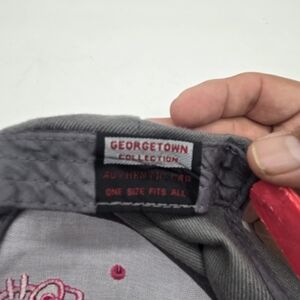 GEORGETOWN
COLLECTION
AUTHENTIC CAP
ONE SIZE FITS ALL